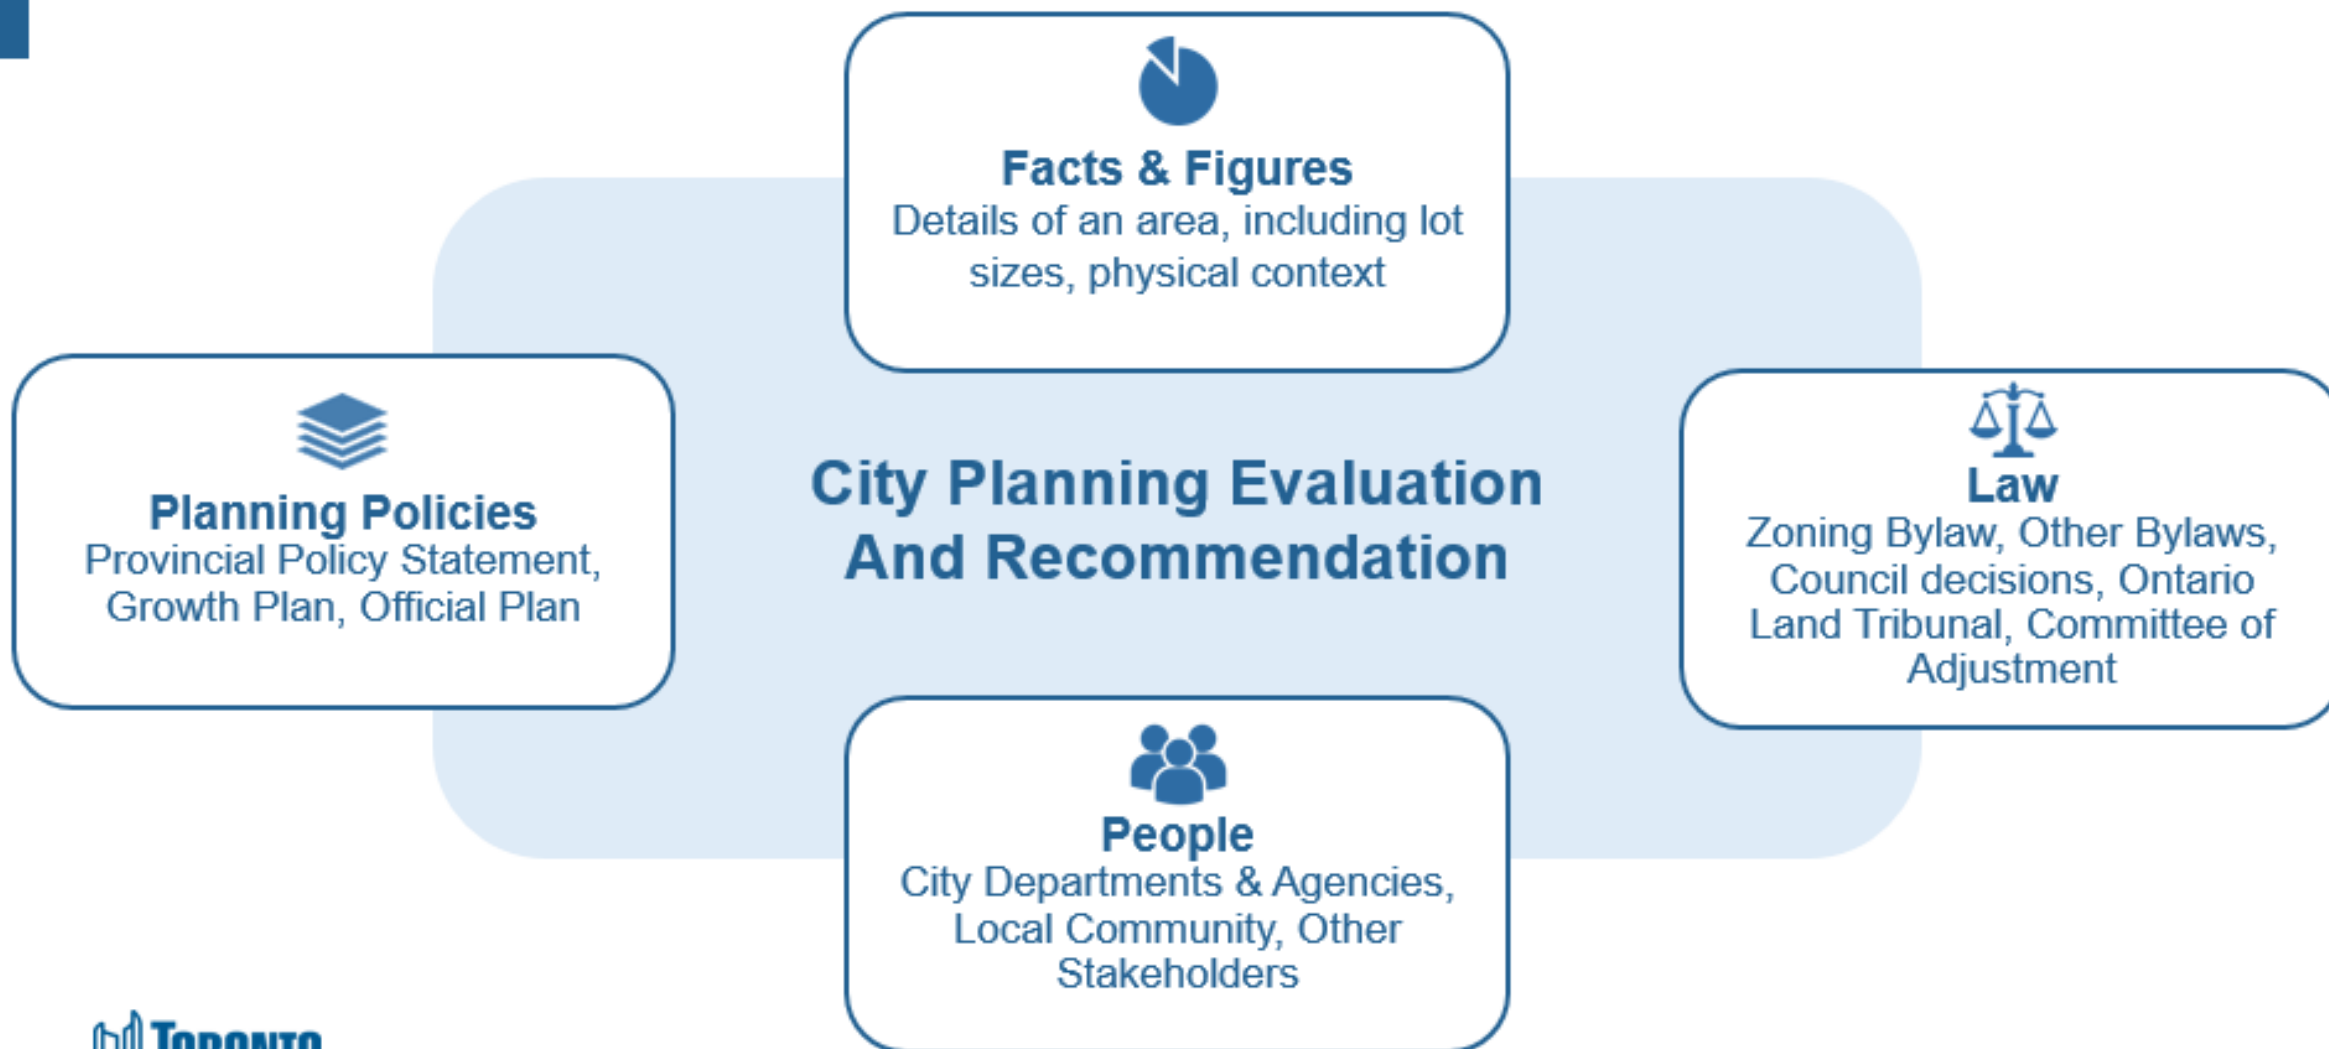 Facts & Figures
Details of an area, including lot
sizes, physical context
Planning Policies
Provincial Policy Statement,
Growth Plan, Official Plan
City Planning Evaluation
And Recommendation
Law
Zoning Bylaw, Other Bylaws,
Council decisions, Ontario
Land Tribunal, Committee of
Adjustment
People
City Departments & Agencies,
Local Community, Other
Stakeholders
TORONTO